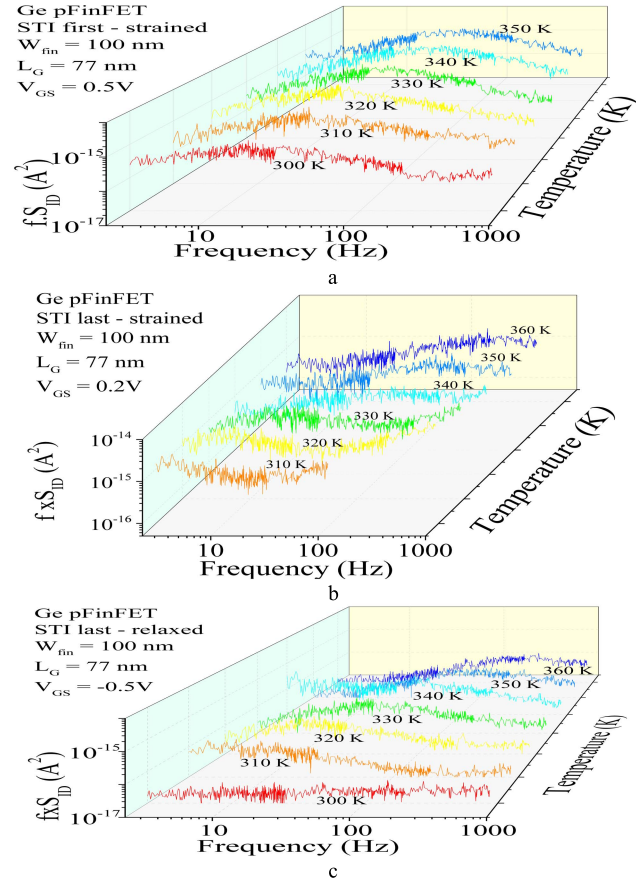 Ge pFinFET
STI first - strained
W_fin = 100 nm
L_G = 77 nm
V_GS = 0.5V
350 K
340 K
330 K
320 K
310 K
300 K
10^-15
10^-17
f.S_ID (A^2)
10
100
1000
Frequency (Hz)
Temperature (K)
a
Ge pFinFET
STI last - strained
W_fin = 100 nm
L_G = 77 nm
V_GS = 0.2V
360 K
350 K
340 K
330 K
320 K
310 K
10^-14
10^-15
10^-16
f xS_ID (A^2)
10
100
1000
Frequency (Hz)
Temperature (K)
b
Ge pFinFET
STI last - relaxed
W_fin = 100 nm
L_G = 77 nm
V_GS = -0.5V
360 K
350 K
340 K
330 K
320 K
310 K
300 K
10^-15
10^-17
fxS_ID (A^2)
10
100
1000
Frequency (Hz)
Temperature (K)
c